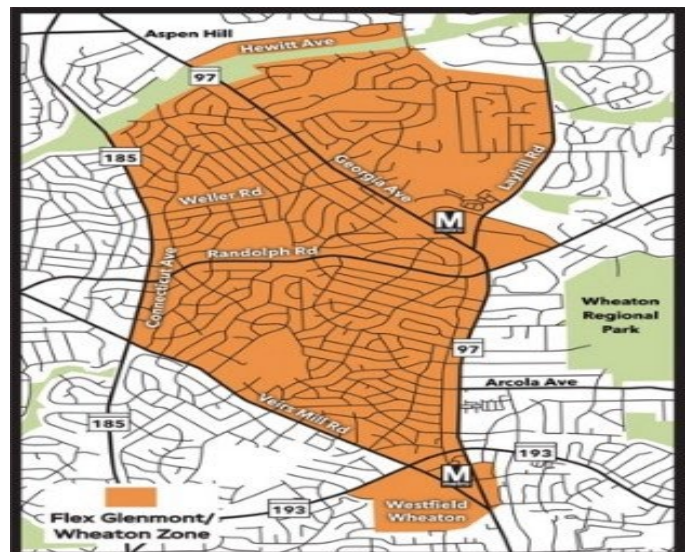 Aspen Hill
Hewitt Ave
97
185
Georgia Ave
Layhill Rd
Weller Rd
M
Randolph Rd
Connecticut Ave
Wheaton
Regional
Park
97
Arcola Ave
Veirs Mill Rd
185
193
M
Westfield
Wheaton
193
Flex Glenmont/
Wheaton Zone